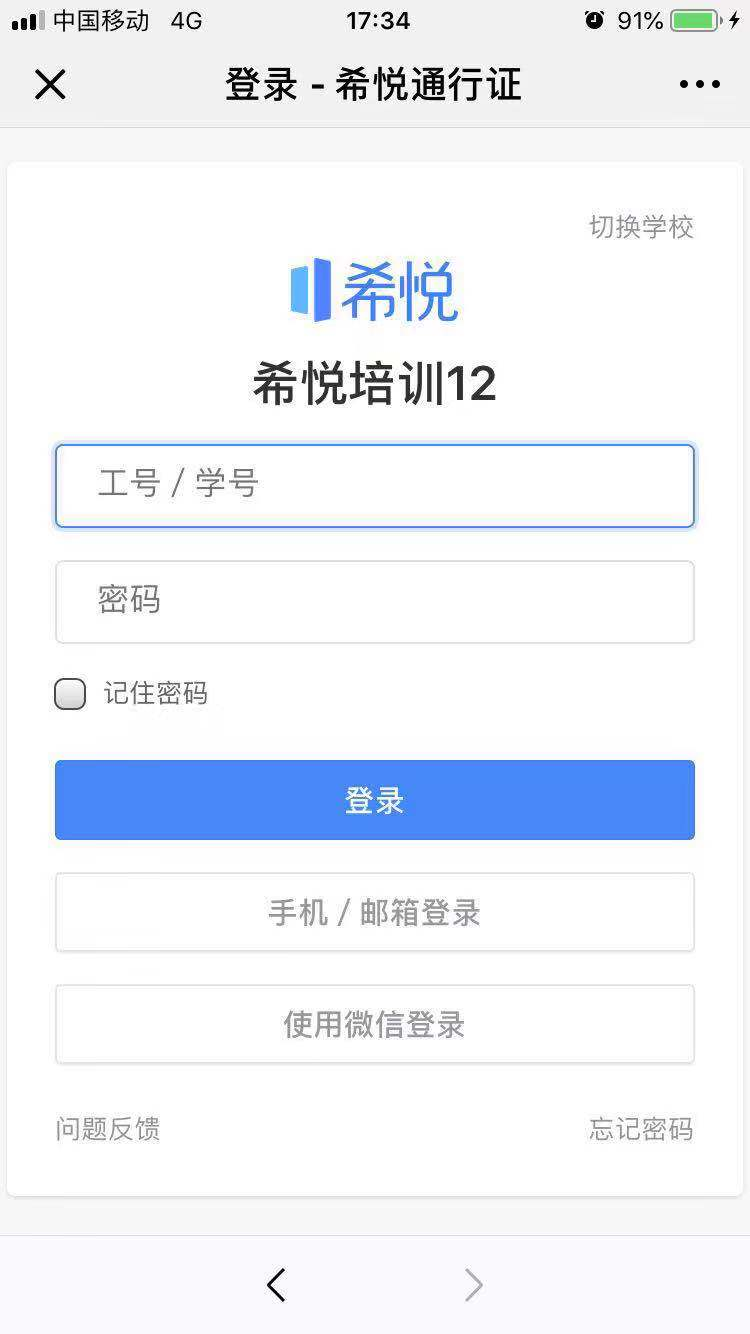 中国移动 4G 17:34 91%
登录 - 希悦通行证
切换学校
希悦
希悦培训12
工号 / 学号
密码
记住密码
登录
手机 / 邮箱登录
使用微信登录
问题反馈 忘记密码